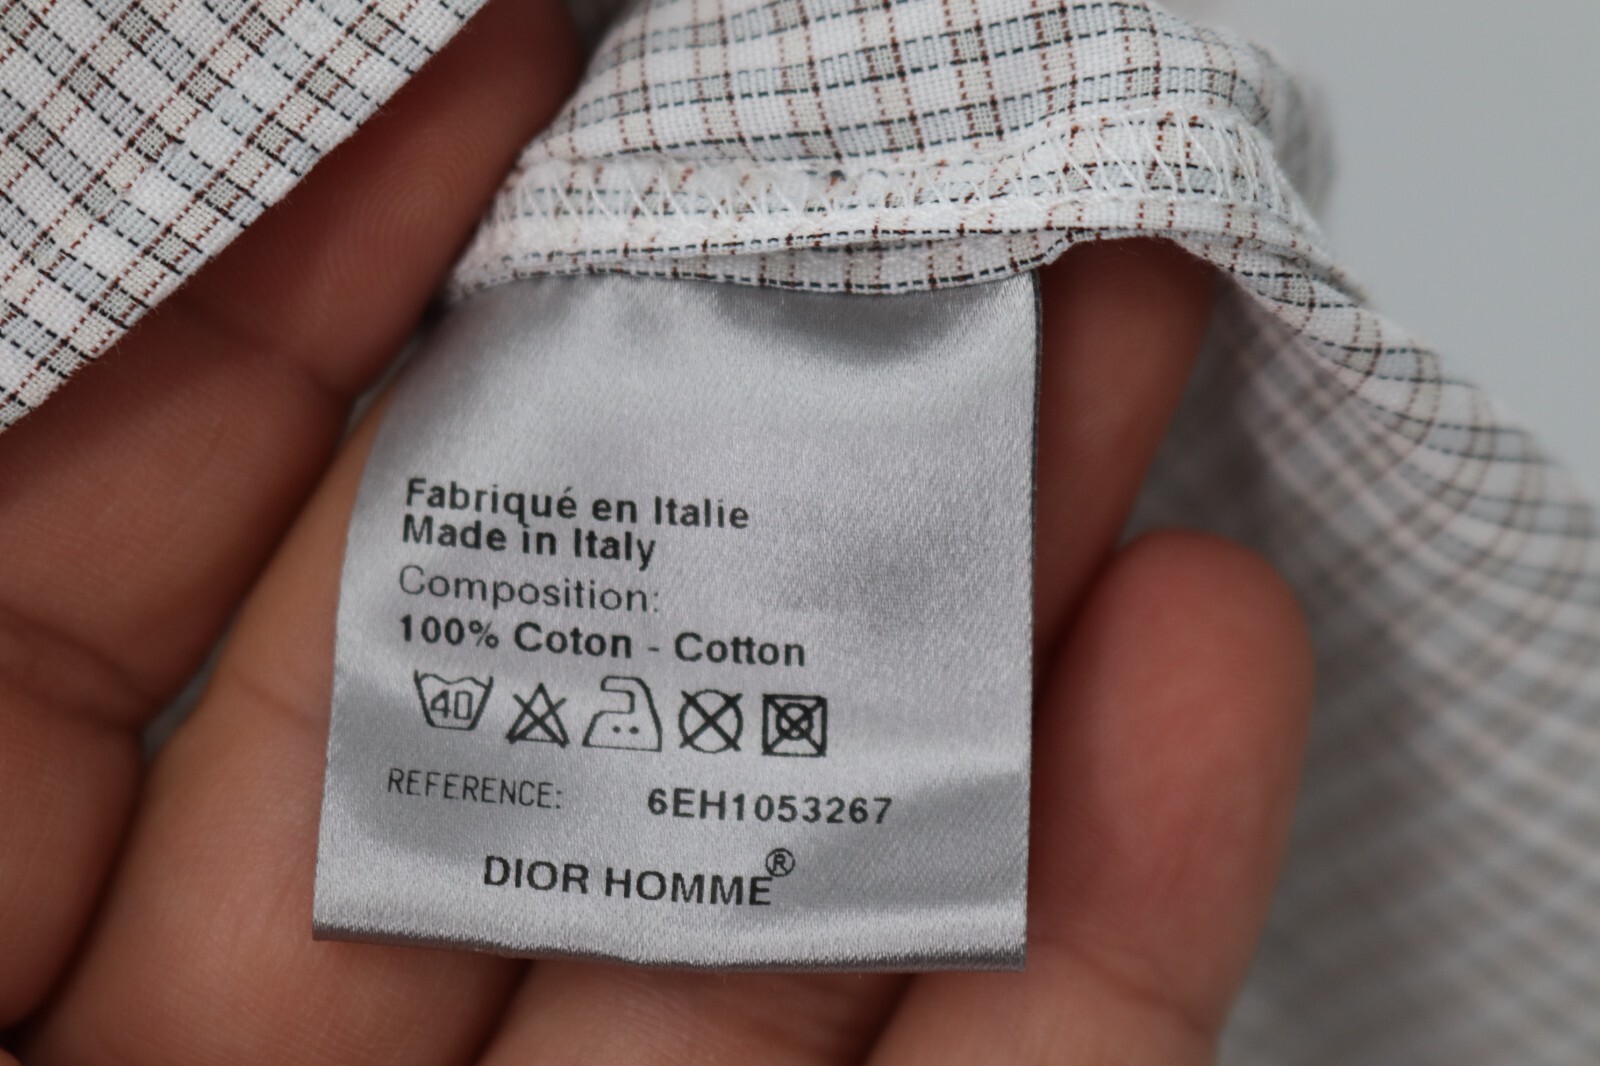 Fabriqué en Italie
Made in Italy
Composition:
100% Coton - Cotton
40
REFERENCE: 6EH1053267
DIOR HOMME®